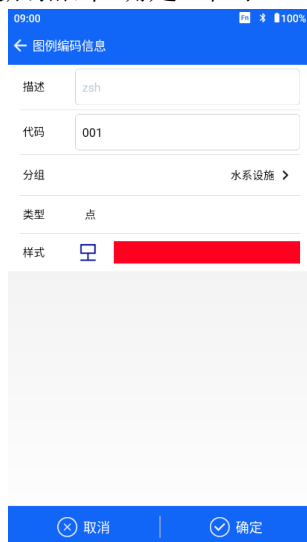 09:00 Fn 100%
图例编码信息
描述 zsh
代码 001
分组 水系设施
类型 点
样式
取消 确定